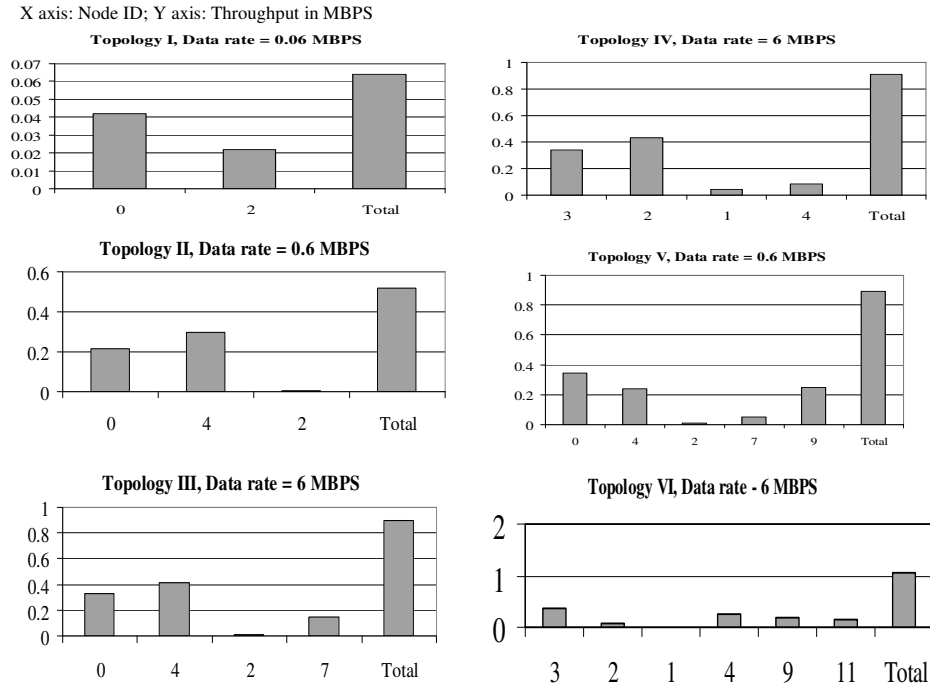 X axis: Node ID; Y axis: Throughput in MBPS
Topology I, Data rate = 0.06 MBPS
0.07
0.06
0.05
0.04
0.03
0.02
0.01
0
0 2 Total
Topology II, Data rate = 0.6 MBPS
0.6
0.4
0.2
0
0 4 2 Total
Topology III, Data rate = 6 MBPS
1
0.8
0.6
0.4
0.2
0
0 4 2 7 Total
Topology IV, Data rate = 6 MBPS
1
0.8
0.6
0.4
0.2
0
3 2 1 4 Total
Topology V, Data rate = 0.6 MBPS
1
0.8
0.6
0.4
0.2
0
0 4 2 7 9 Total
Topology VI, Data rate - 6 MBPS
2
1
0
3 2 1 4 9 11 Total